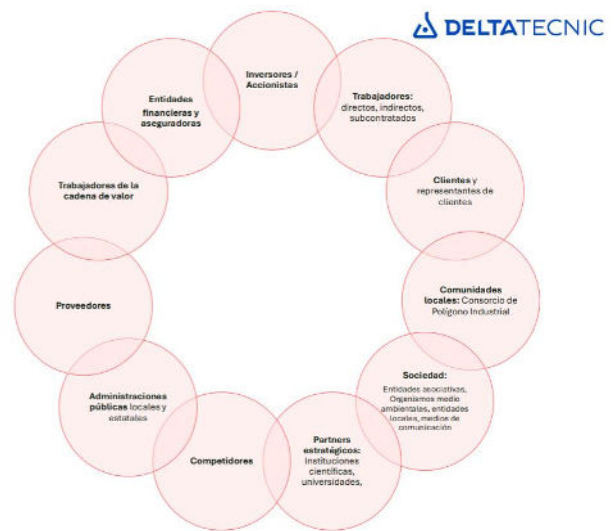 DELTATECNIC
Inversores /
Accionistas
Trabajadores:
directos, indirectos,
subcontratados
Clientes y
representantes de
clientes
Comunidades
locales: Consorcio de
Polígono Industrial
Sociedad:
Entidades asociativas,
Organismos medio
ambientales, entidades
locales, medios de
comunicación
Partners
estratégicos:
Instituciones
científicas,
universidades,
Competidores
Administraciones
públicas locales y
estatales
Proveedores
Trabajadores de la
cadena de valor
Entidades
financieras y
aseguradoras